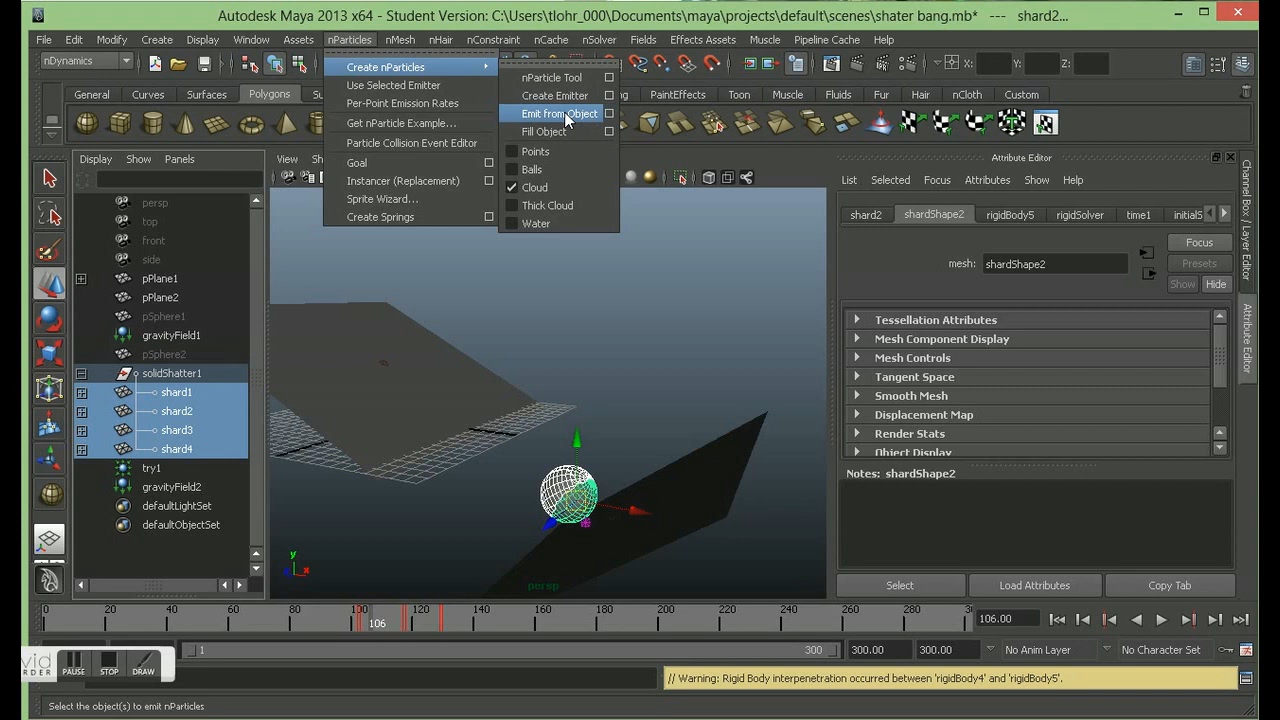 Autodesk Maya 2013 x64 - Student Version: C:\Users\lohr_000\Documents\maya\projects\default\scenes\shater bang.mb* --- shard2...
File Edit Modify Create Display Window Assets nParticles nMesh nHair nConstraint nCache nSolver Fields Effects Assets Muscle Pipeline Cache Help
nDynamics
X: Y: Z:
General Curves Surfaces Polygons PaintEffects Toon Muscle Fluids Fur Hair nCloth Custom
Create nParticles
Use Selected Emitter
Per-Point Emission Rates
Get nParticle Example...
Particle Collision Event Editor
Goal
Instancer (Replacement)
Sprite Wizard...
Create Springs
nParticle Tool
Create Emitter
Emit from Object
Fill Object
Points
Balls
Cloud
Thick Cloud
Water
Display Show Panels
persp
top
front
side
pPlane1
pPlane2
pSphere1
gravityField1
pSphere2
solidShatter1
shard1
shard2
shard3
shard4
try1
gravityField2
defaultLightSet
defaultObjectSet
View
y
x
persp
Attribute Editor
List Selected Focus Attributes Show Help
shard2 shardShape2 rigidBody5 rigidSolver time1 initialS
Focus
mesh: shardShape2
Presets
Show Hide
Tessellation Attributes
Mesh Component Display
Mesh Controls
Tangent Space
Smooth Mesh
Displacement Map
Render Stats
Object Display
Notes: shardShape2
Select Load Attributes Copy Tab
Channel Box / Layer Editor
Attribute Editor
0 20 40 60 80 120 140 160 180 200 220 240 260 280
106
106.00
1 300 300.00 300.00 No Anim Layer No Character Set
PAUSE STOP DRAW
// Warning: Rigid Body interpenetration occurred between 'rigidBody4' and 'rigidBody5'.
Select the object(s) to emit nParticles